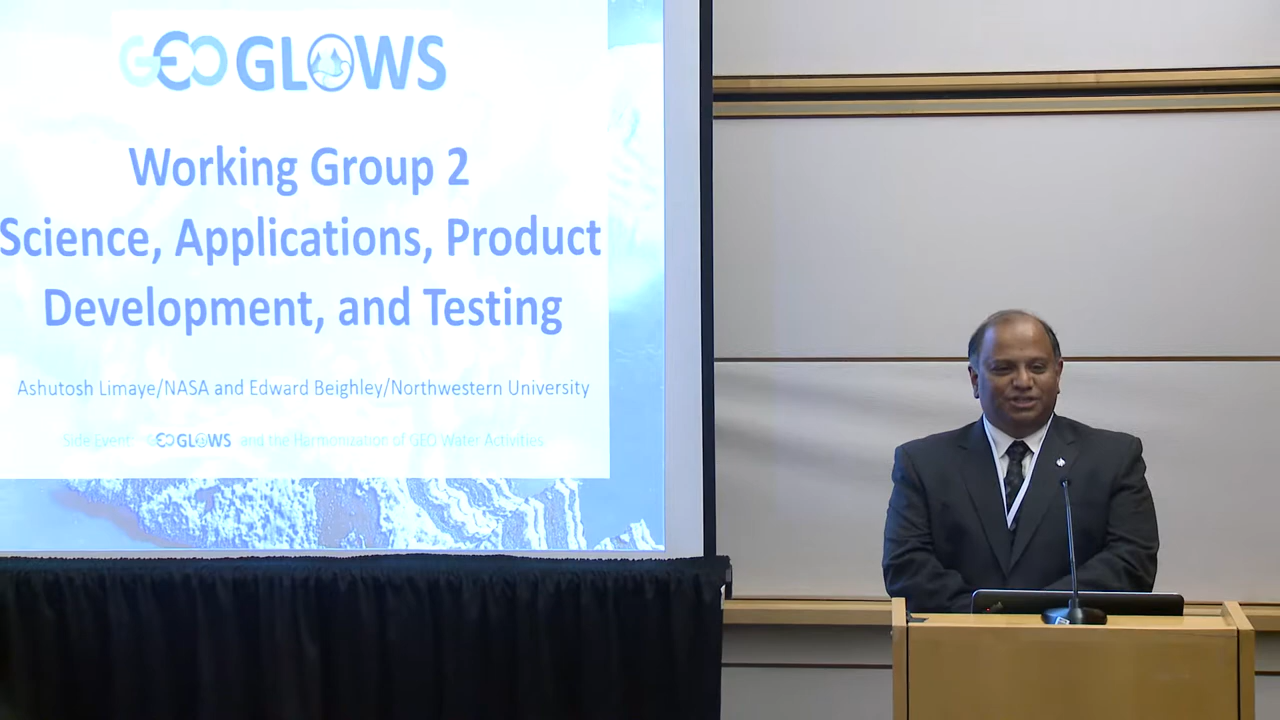 GEOGLOWS
Working Group 2
Science, Applications, Product
Development, and Testing
Ashutosh Limaye/NASA and Edward Beighley/Northwestern University
Side Event: GEOGLOWS and the Harmonization of GEO Water Activities